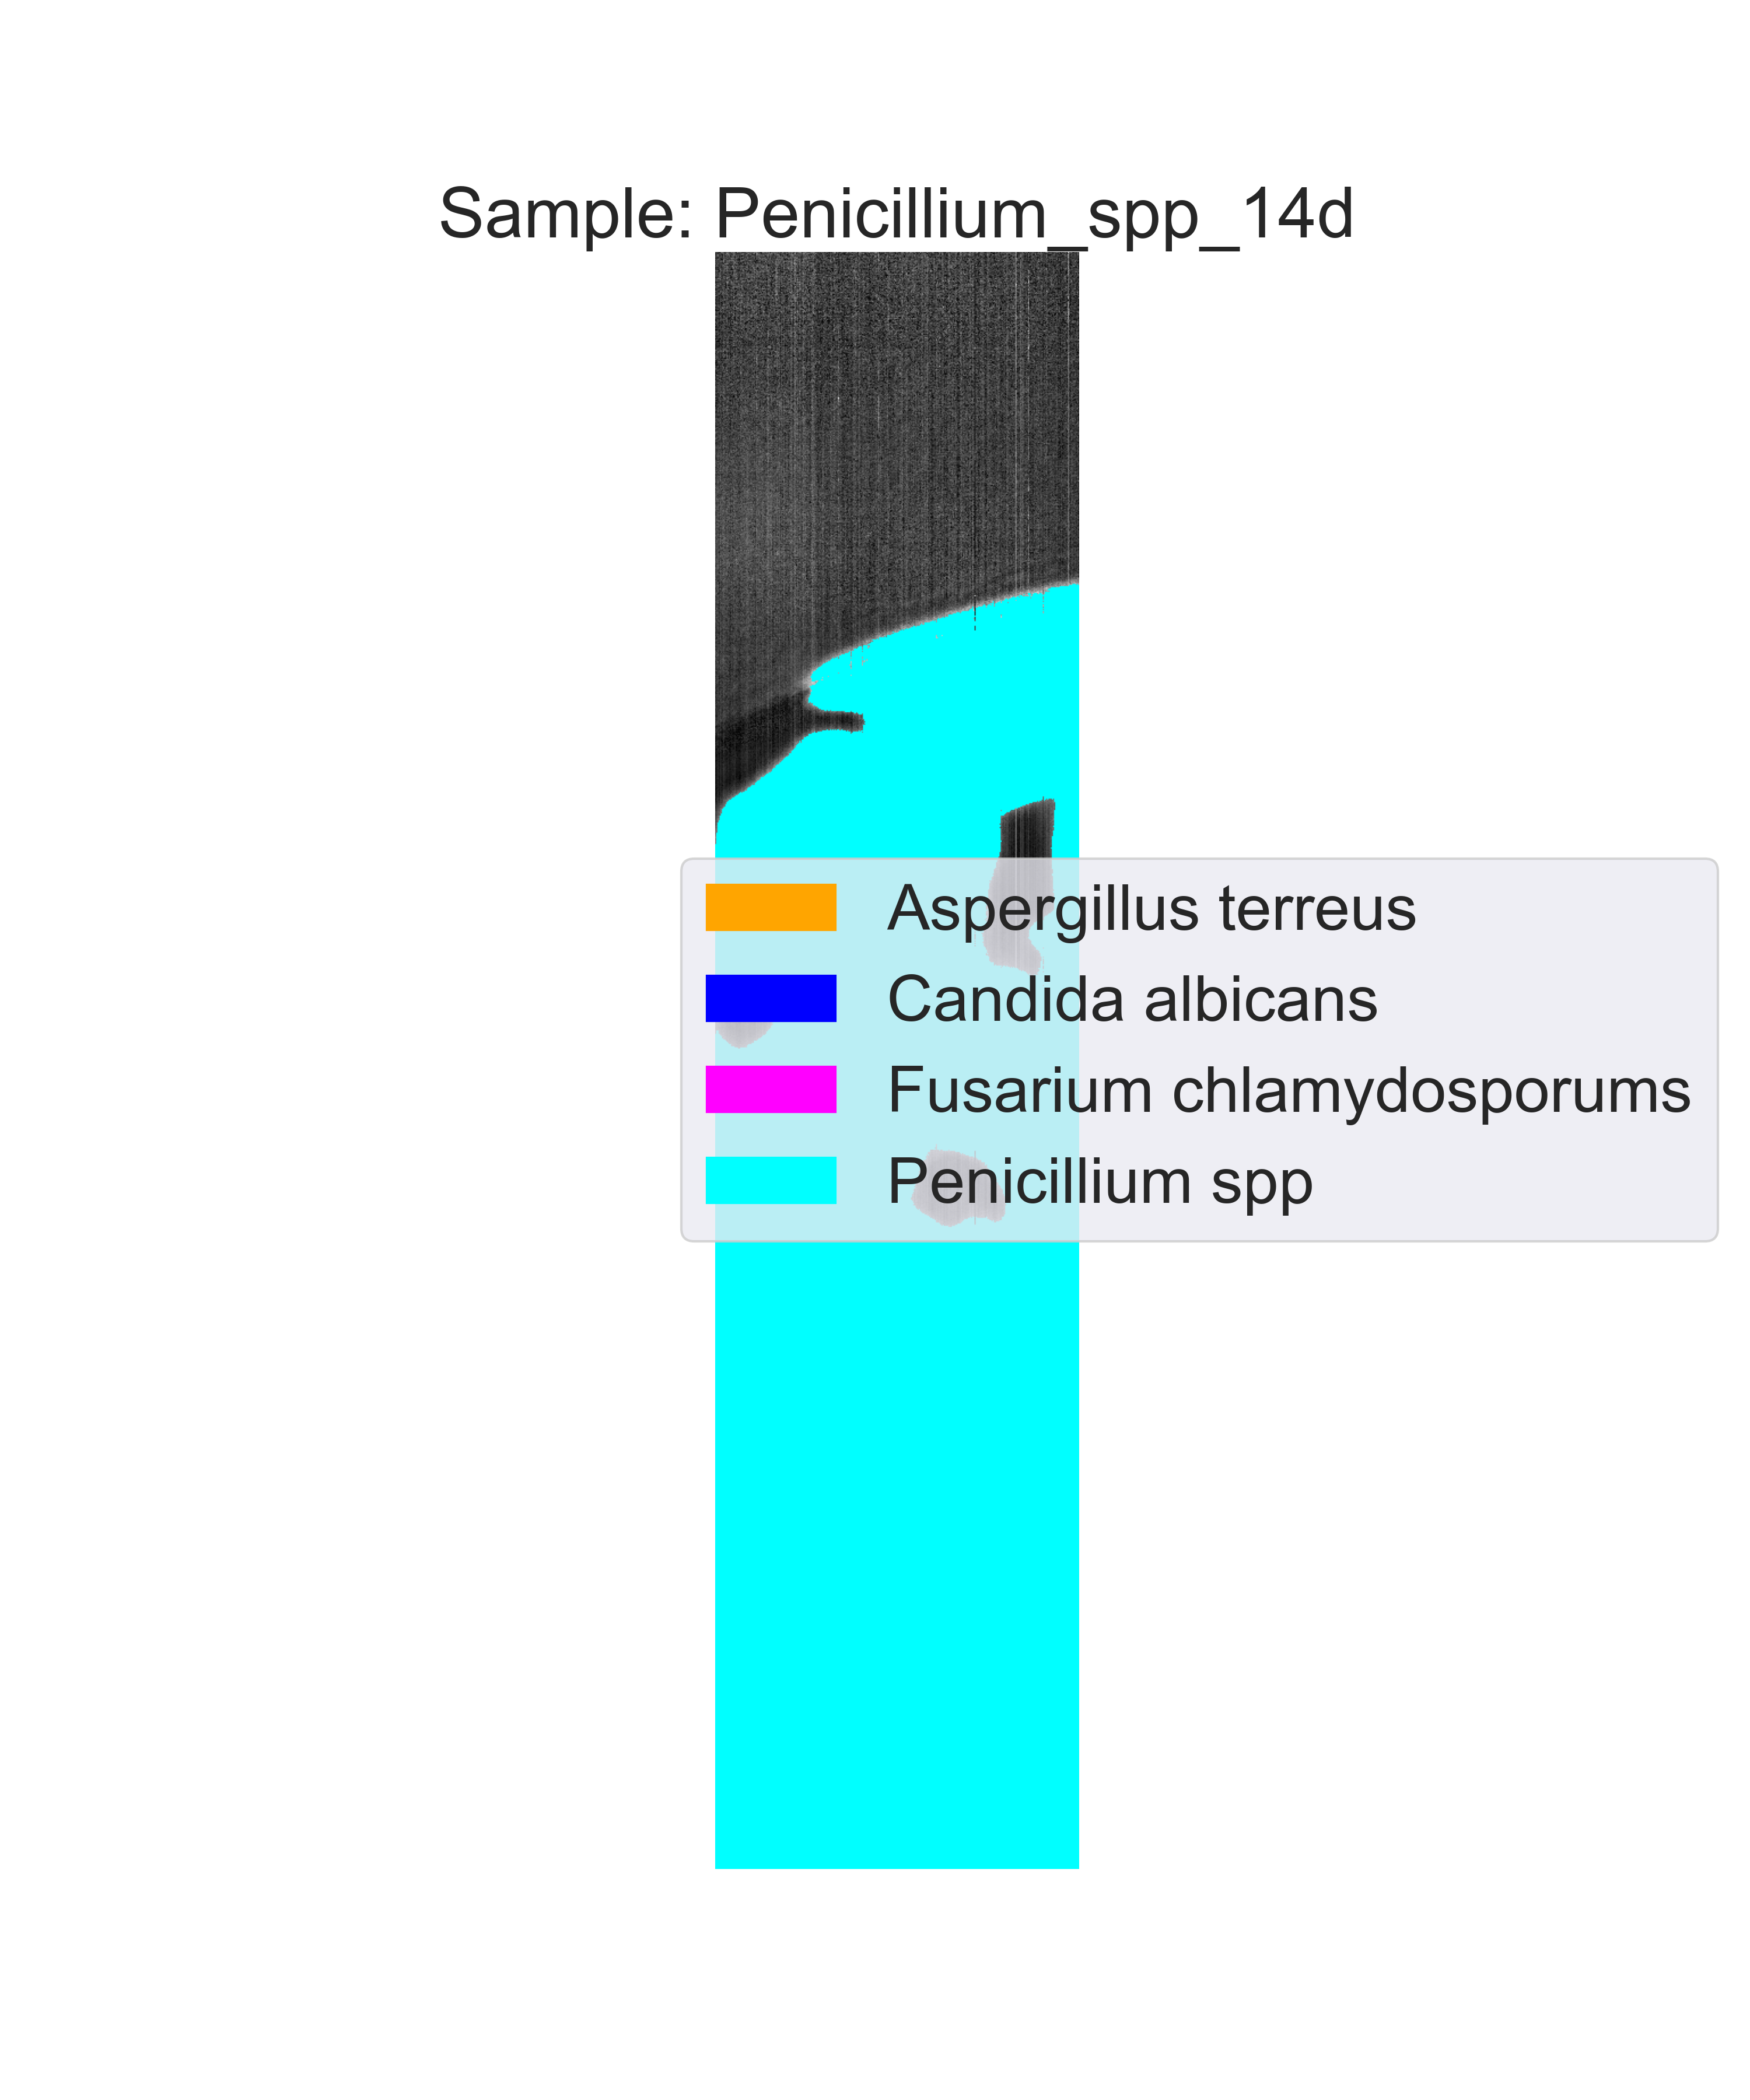 Sample: Penicillium_spp_14d
Aspergillus terreus
Candida albicans
Fusarium chlamydosporums
Penicillium spp